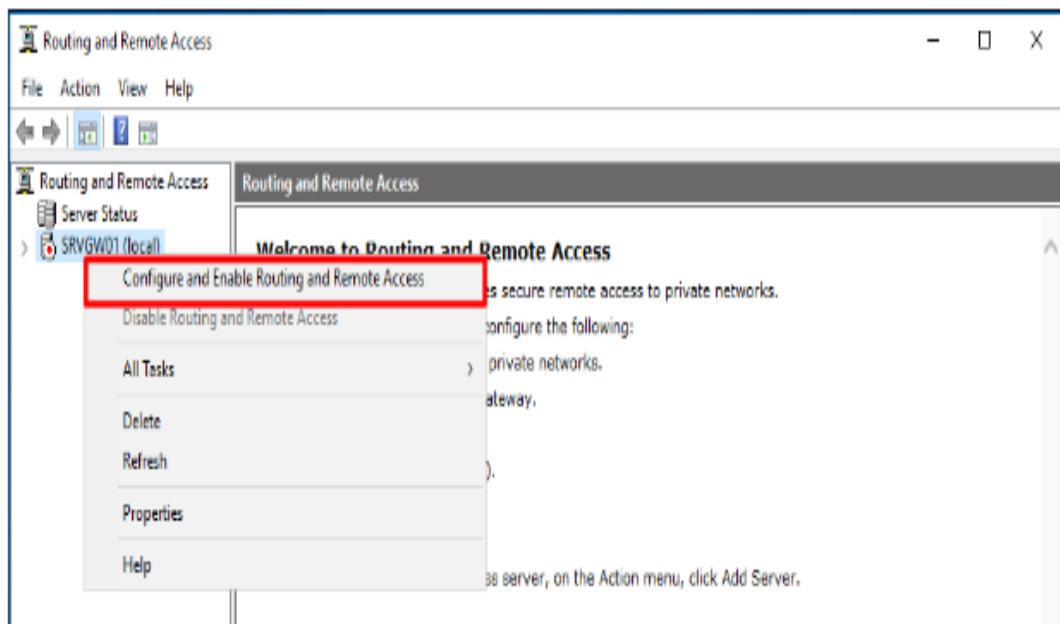 Routing and Remote Access
File Action View Help
Routing and Remote Access
Server Status
SRVGW01 (local)
Routing and Remote Access
Welcome to Routing and Remote Access
es secure remote access to private networks.
configure the following:
private networks.
ateway.
).
ss server, on the Action menu, click Add Server.
Configure and Enable Routing and Remote Access
Disable Routing and Remote Access
All Tasks
Delete
Refresh
Properties
Help